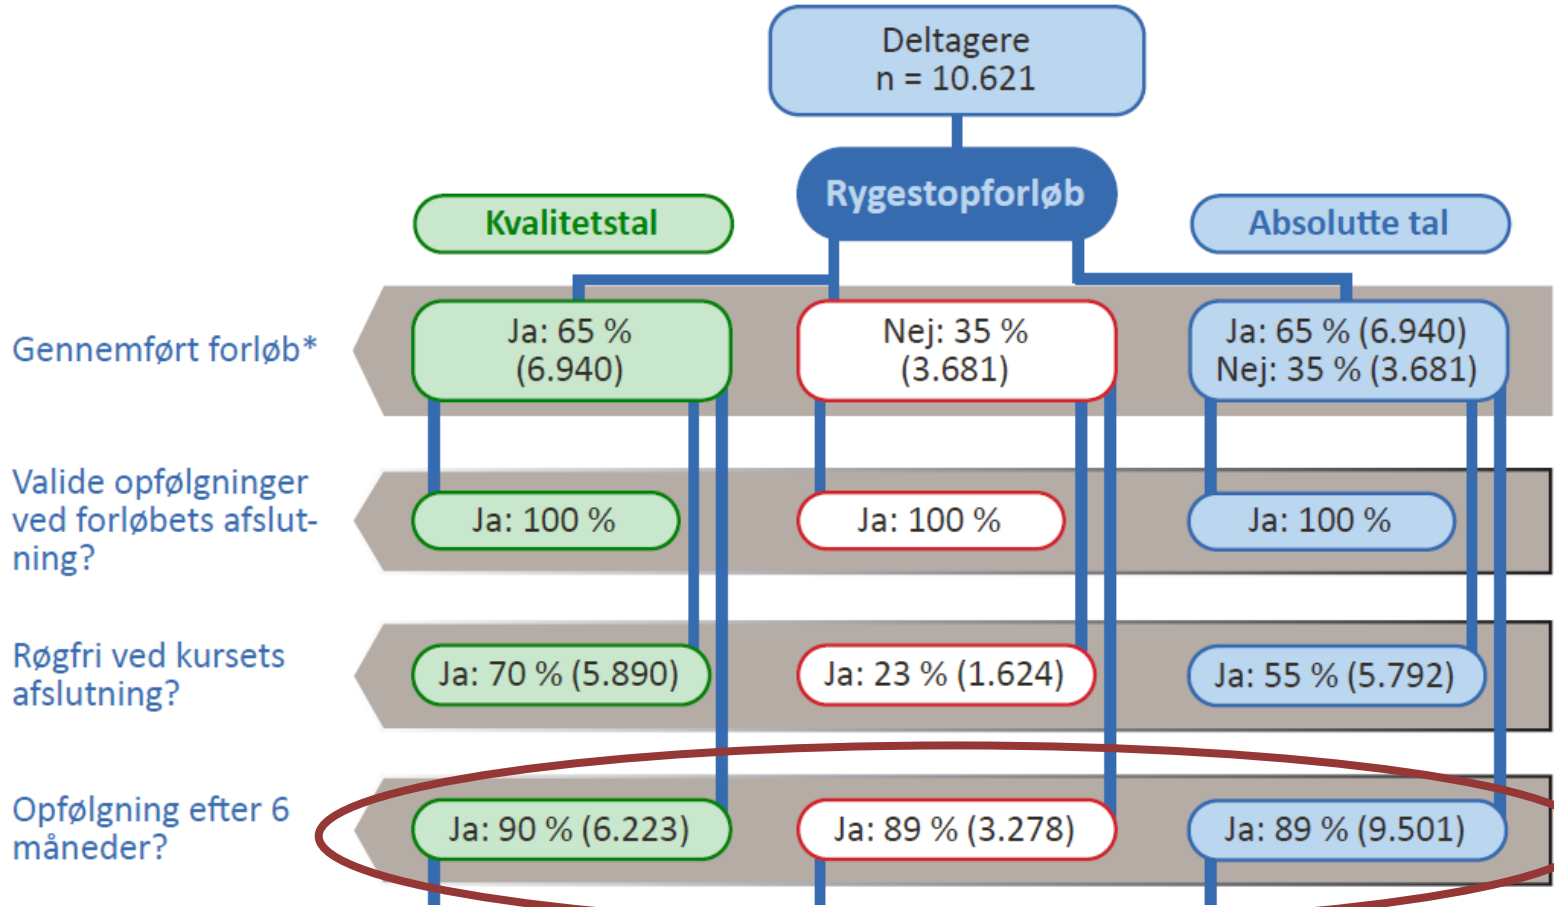 Deltagere
n = 10.621
Rygestopforløb
Kvalitetstal
Absolutte tal
Gennemført forløb*
Ja: 65 %
(6.940)
Nej: 35 %
(3.681)
Ja: 65 % (6.940)
Nej: 35 % (3.681)
Valide opfølgninger
ved forløbets afslut-
ning?
Ja: 100 %
Ja: 100 %
Ja: 100 %
Røgfri ved kursets
afslutning?
Ja: 70 % (5.890)
Ja: 23 % (1.624)
Ja: 55 % (5.792)
Opfølgning efter 6
måneder?
Ja: 90 % (6.223)
Ja: 89 % (3.278)
Ja: 89 % (9.501)